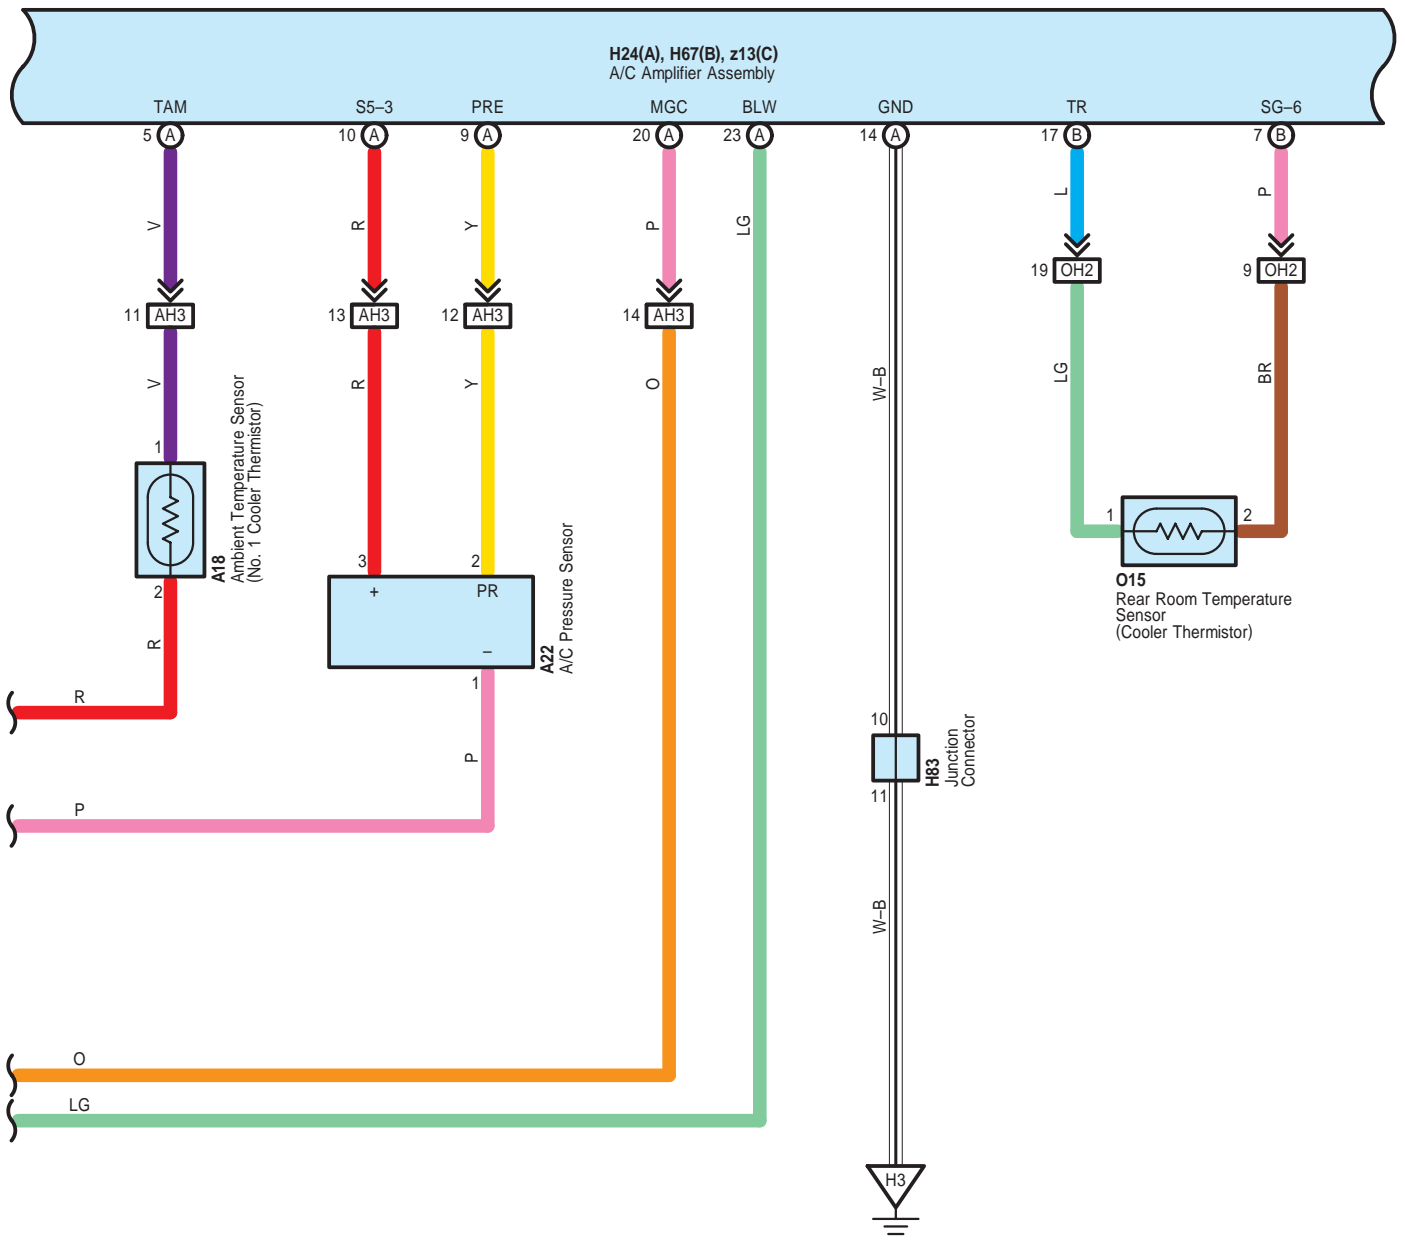 H24(A), H67(B), z13(C)
A/C Amplifier Assembly
TAM S5–3 PRE MGC BLW GND TR SG–6
5 A 10 A 9 A 20 A 23 A 14 A 17 B 7 B
V R Y P LG L P
19 OH2 9 OH2
11 AH3 13 AH3 12 AH3 14 AH3
V R Y O W–B LG BR
1
A18
Ambient Temperature Sensor
(No. 1 Cooler Thermistor)
2
R
R
3 2
+ PR
–
A22
A/C Pressure Sensor
1
P
P
1 2
O15
Rear Room Temperature
Sensor
(Cooler Thermistor)
10
H83
Junction
Connector
11
W–B
O
LG
H3